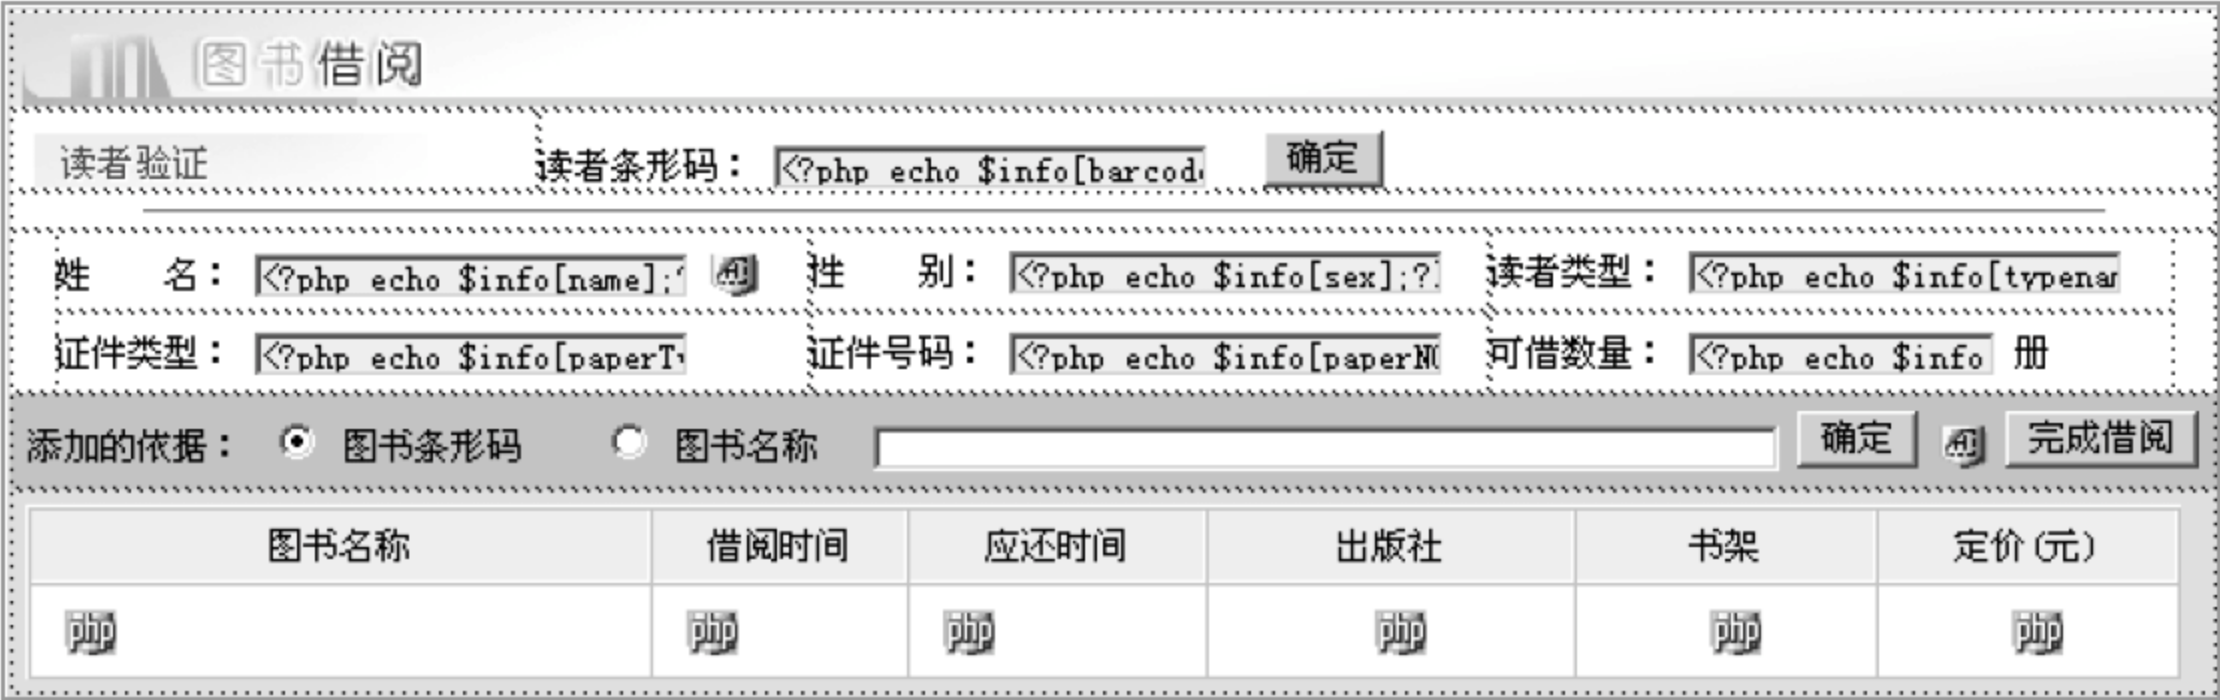 图书借阅
读者验证 读者条形码： <?php echo $info[barcod 确定
姓 名： <?php echo $info[name];? 性 别： <?php echo $info[sex];?> 读者类型： <?php echo $info[typena
证件类型： <?php echo $info[paperT 证件号码： <?php echo $info[paperN 可借数量： <?php echo $info 册
添加的依据： 图书条形码 图书名称 确定 完成借阅
图书名称 借阅时间 应还时间 出版社 书架 定价(元)
php php php php php php